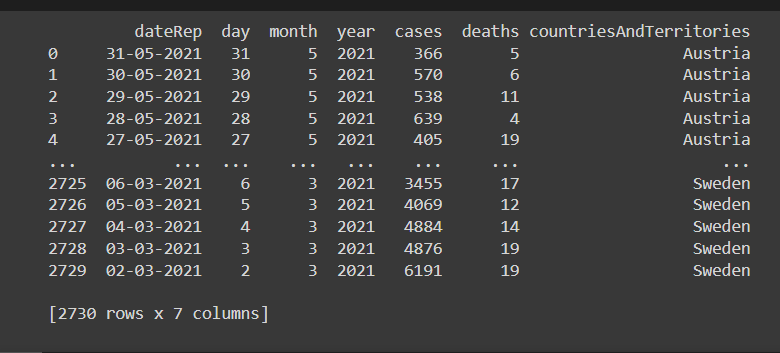 dateRep day month year cases deaths countriesAndTerritories
0 31-05-2021 31 5 2021 366 5 Austria
1 30-05-2021 30 5 2021 570 6 Austria
2 29-05-2021 29 5 2021 538 11 Austria
3 28-05-2021 28 5 2021 639 4 Austria
4 27-05-2021 27 5 2021 405 19 Austria
... ... ... ... ... ... ... ...
2725 06-03-2021 6 3 2021 3455 17 Sweden
2726 05-03-2021 5 3 2021 4069 12 Sweden
2727 04-03-2021 4 3 2021 4884 14 Sweden
2728 03-03-2021 3 3 2021 4876 19 Sweden
2729 02-03-2021 2 3 2021 6191 19 Sweden
[2730 rows x 7 columns]